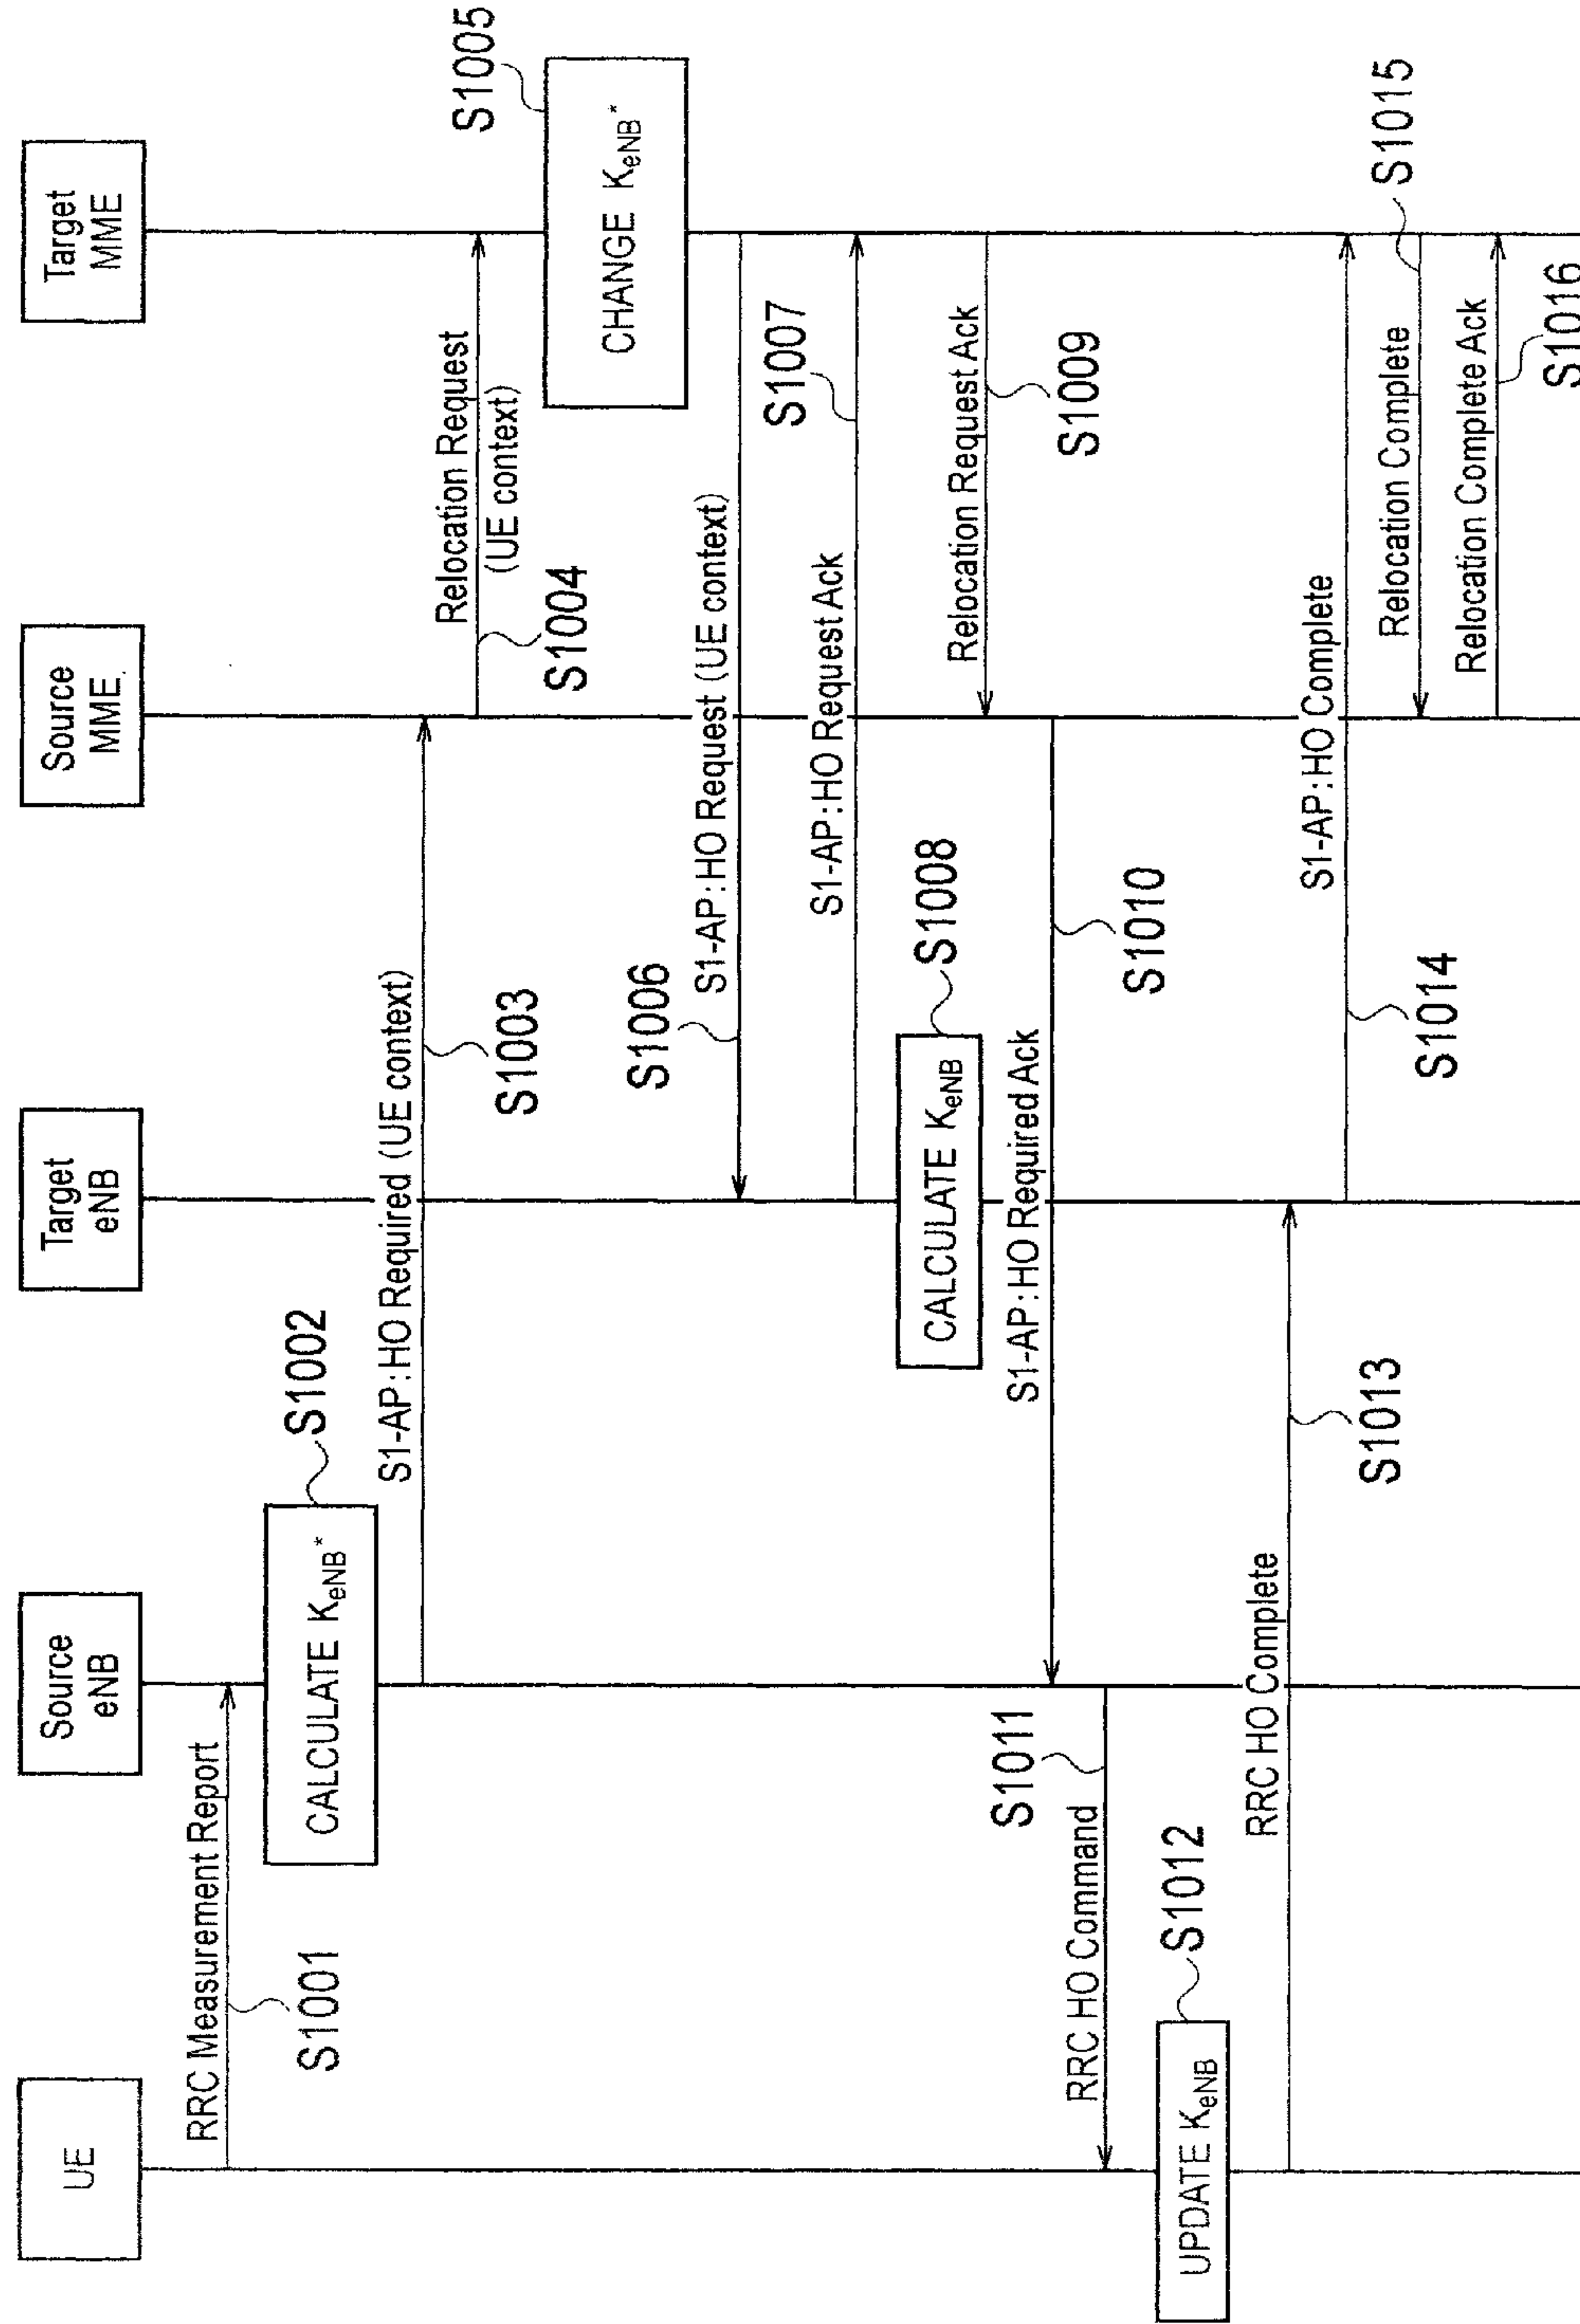 UE
Source
eNB
Target
eNB
Source
MME
Target
MME
RRC Measurement Report
S1001
CALCULATE KeNB*
S1002
S1-AP:HO Required (UE context)
S1003
Relocation Request
(UE context)
S1004
CHANGE KeNB*
S1005
S1-AP:HO Request (UE context)
S1006
S1-AP:HO Request Ack
S1007
CALCULATE KeNB
S1008
Relocation Request Ack
S1009
S1-AP:HO Required Ack
S1010
RRC HO Command
S1011
UPDATE KeNB
S1012
RRC HO Complete
S1013
S1-AP:HO Complete
S1014
Relocation Complete
S1015
Relocation Complete Ack
S1016